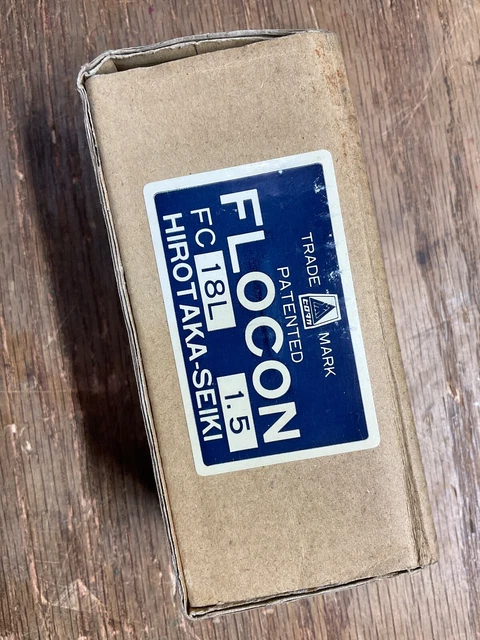 TRADE MARK
PATENTED
FLOCON
FC 18L 1.5
HIROTAKA-SEIKI